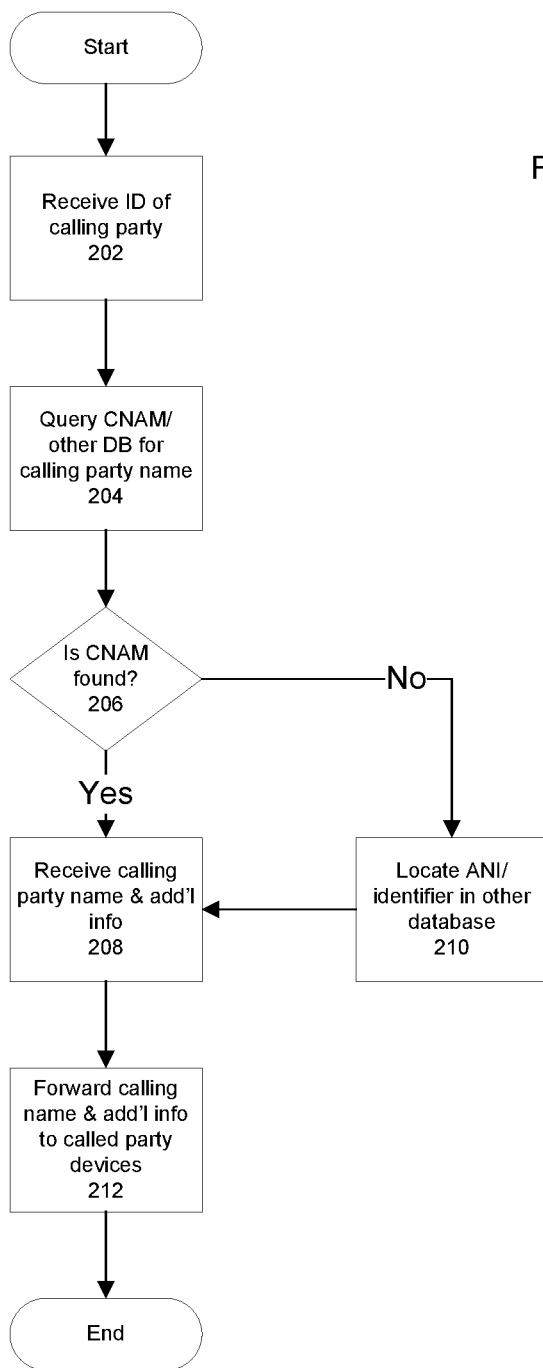 Start
F
Receive ID of
calling party
202
Query CNAM/
other DB for
calling party name
204
Is CNAM
found?
206
No
Yes
Receive calling
party name & add'l
info
208
Locate ANI/
identifier in other
database
210
Forward calling
name & add'l info
to called party
devices
212
End